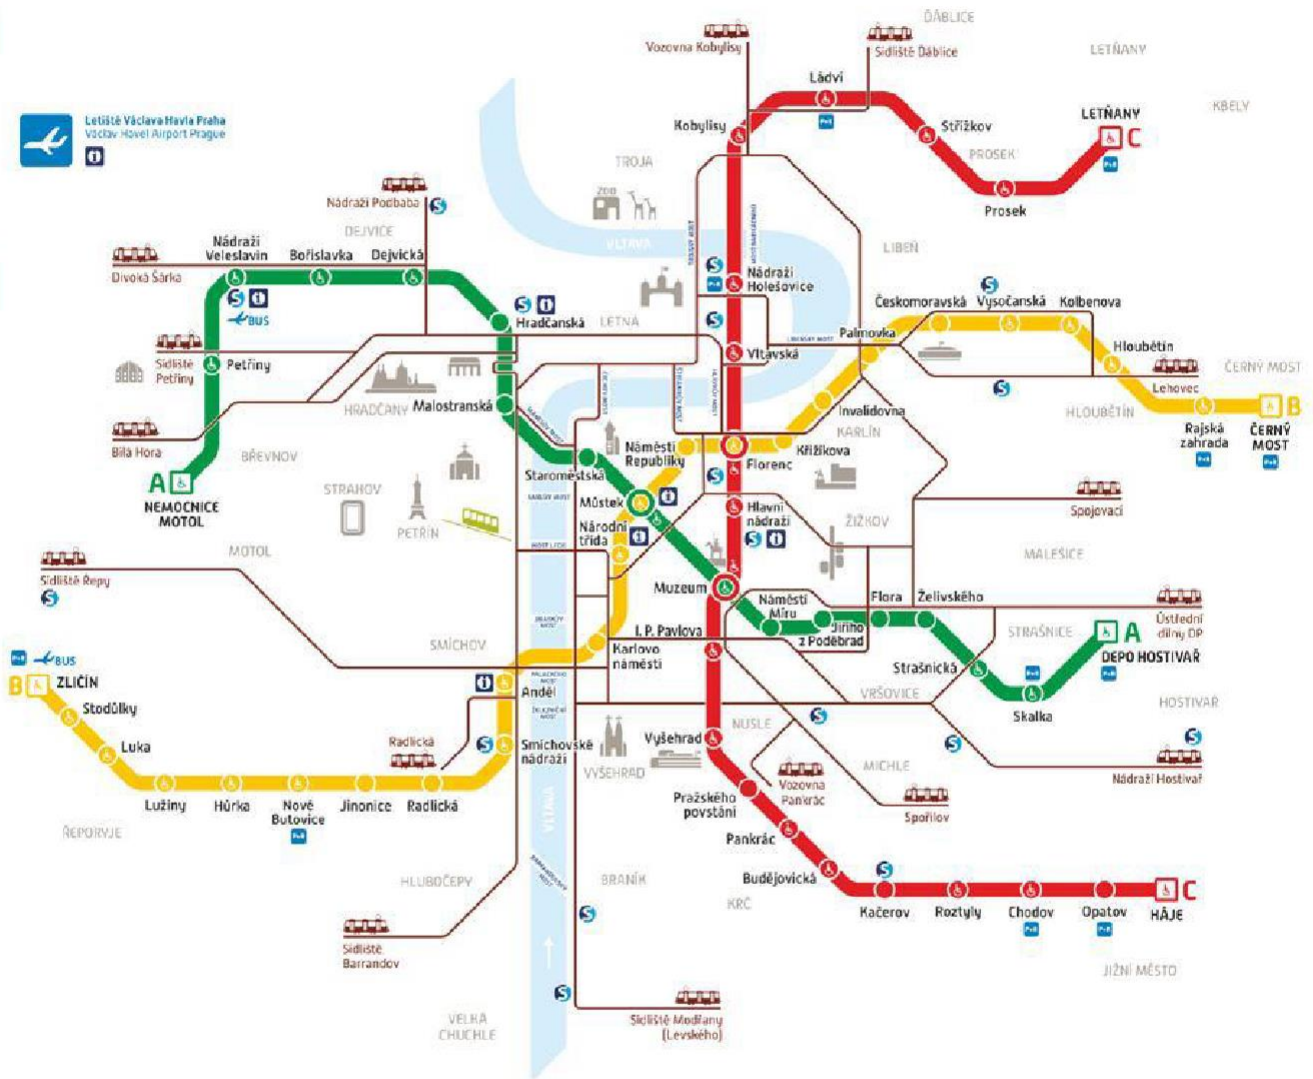 ĎÁBLICE
Vozovna Kobylisy
Sídliště Ďáblice
LETŇANY
Ládví
KBELY
Letiště Václava Havla Praha
Václav Havel Airport Prague
P+R
Kobylisy
Střížkov
LETŇANY
C
PROSEK
P+R
TROJA
ZOO
Prosek
Nádraží Podbaba
S
DEJVICE
VLTAVA
LIBEŇ
Nádraží
Veleslavín
Bořislavka
Dejvická
Divoká Šárka
S
BUS
S
P+R
Nádraží
Holešovice
S
Českomoravská
Vysočanská
Kolbenova
S
Hradčanská
LETNÁ
S
Palmovka
LIBEŇSKÝ MOST
Hloubětín
Sídliště
Petřiny
Petřiny
Vltavská
Lehovec
ČERNÝ MOST
S
HRADČANY
Malostranská
Invalidovna
HLOUBĚTÍN
B
KARLÍN
Rajská
zahrada
P+R
ČERNÝ
MOST
P+R
Bílá Hora
BŘEVNOV
Náměstí
Republiky
Florenc
Křižíkova
A
NEMOCNICE
MOTOL
STRAHOV
Staroměstská
S
Můstek
Hlavní
nádraží
S
Spojovací
PETŘÍN
Národní
třída
ŽIŽKOV
MOTOL
MALEŠICE
Sídliště Řepy
S
Muzeum
Náměstí
Míru
Flora
Želivského
Ústřední
dílny DP
Jiřího
z Poděbrad
I. P. Pavlova
STRAŠNICE
A
DEPO HOSTIVAŘ
P+R
SMÍCHOV
Karlovo
náměstí
P+R
BUS
B
ZLIČÍN
Strašnická
P+R
Stodůlky
Anděl
VRŠOVICE
Skalka
HOSTIVAŘ
NUSLE
S
S
S
Luka
Radlická
S
Smíchovské
nádraží
Vyšehrad
VYŠEHRAD
MICHLE
Nádraží Hostivař
Vozovna
Pankrác
Lužiny
Hůrka
Nové
Butovice
P+R
Jinonice
Radlická
Pražského
povstání
Spořilov
ŘEPORYJE
VLTAVA
Pankrác
HLUBOČEPY
BRANÍK
Budějovická
S
KRČ
Kačerov
Roztyly
Chodov
P+R
Opatov
P+R
HÁJE
C
S
Sídliště
Barrandov
JIŽNÍ MĚSTO
S
VELKÁ
CHUCHLE
Sídliště Modřany
(Levského)